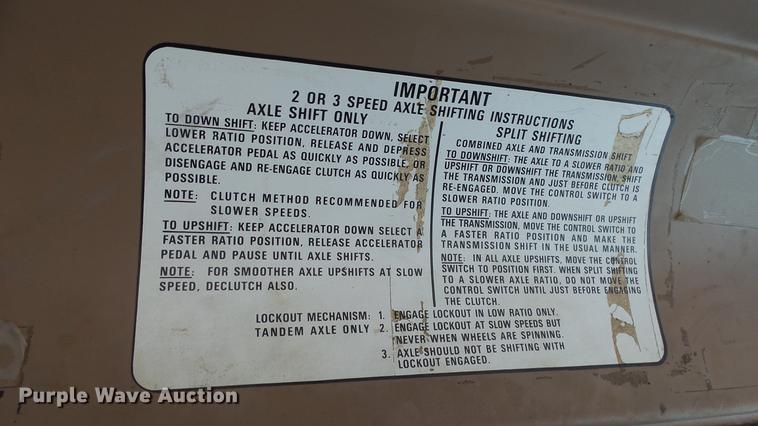 IMPORTANT
2 OR 3 SPEED AXLE SHIFTING INSTRUCTIONS
AXLE SHIFT ONLY
TO DOWN SHIFT: KEEP ACCELERATOR DOWN, SELECT
LOWER RATIO POSITION, RELEASE AND DEPRESS
ACCELERATOR PEDAL AS QUICKLY AS POSSIBLE, OR
DISENGAGE AND RE-ENGAGE CLUTCH AS QUICKLY AS
POSSIBLE.
NOTE: CLUTCH METHOD RECOMMENDED FOR
SLOWER SPEEDS.
TO UPSHIFT: KEEP ACCELERATOR DOWN SELECT A
FASTER RATIO POSITION, RELEASE ACCELERATOR
PEDAL AND PAUSE UNTIL AXLE SHIFTS.
NOTE: FOR SMOOTHER AXLE UPSHIFTS AT SLOW
SPEED, DECLUTCH ALSO.
SPLIT SHIFTING
COMBINED AXLE AND TRANSMISSION SHIFT
TO DOWNSHIFT: THE AXLE TO A SLOWER RATIO AND
UPSHIFT OR DOWNSHIFT THE TRANSMISSION, SHIFT
THE TRANSMISSION AND JUST BEFORE CLUTCH IS
RE-ENGAGED. MOVE THE CONTROL SWITCH TO A
SLOWER RATIO POSITION.
TO UPSHIFT: THE AXLE AND DOWNSHIFT OR UPSHIFT
THE TRANSMISSION, MOVE THE CONTROL SWITCH TO
A FASTER RATIO POSITION AND MAKE THE
TRANSMISSION SHIFT IN THE USUAL MANNER.
NOTE: IN ALL AXLE UPSHIFTS, MOVE THE CONTROL
SWITCH TO POSITION FIRST. WHEN SPLIT SHIFTING
TO A SLOWER AXLE RATIO, DO NOT MOVE THE
CONTROL SWITCH UNTIL JUST BEFORE ENGAGING
THE CLUTCH.
LOCKOUT MECHANISM: 1. ENGAGE LOCKOUT IN LOW RATIO ONLY.
TANDEM AXLE ONLY 2. ENGAGE LOCKOUT AT SLOW SPEEDS BUT
NEVER WHEN WHEELS ARE SPINNING.
3. AXLE SHOULD NOT BE SHIFTING WITH
LOCKOUT ENGAGED.
Purple Wave Auction